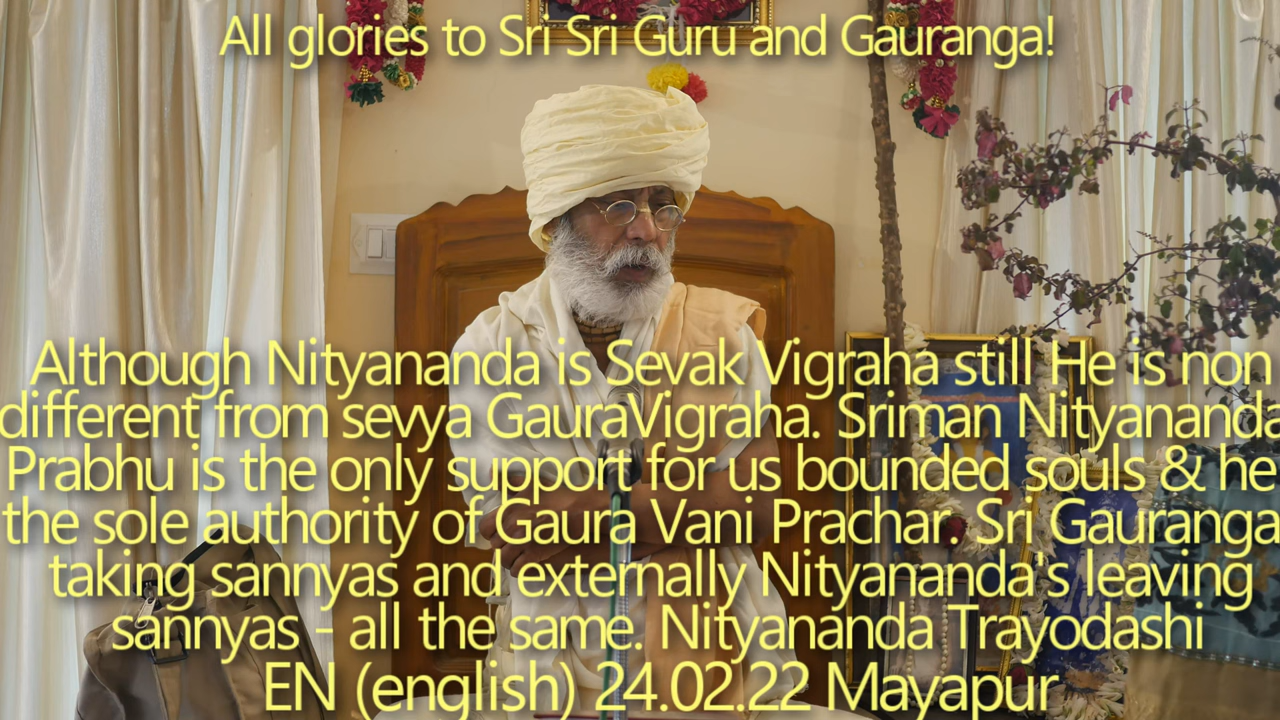 All glories to Sri Sri Guru and Gauranga!
Although Nityananda is Sevak Vigraha still He is non
different from sevya GauraVigraha. Sriman Nityananda
Prabhu is the only support for us bounded souls & he
the sole authority of Gaura Vani Prachar. Sri Gauranga
taking sannyas and externally Nityananda's leaving
sannyas - all the same. Nityananda Trayodashi
EN (english) 24.02.22 Mayapur